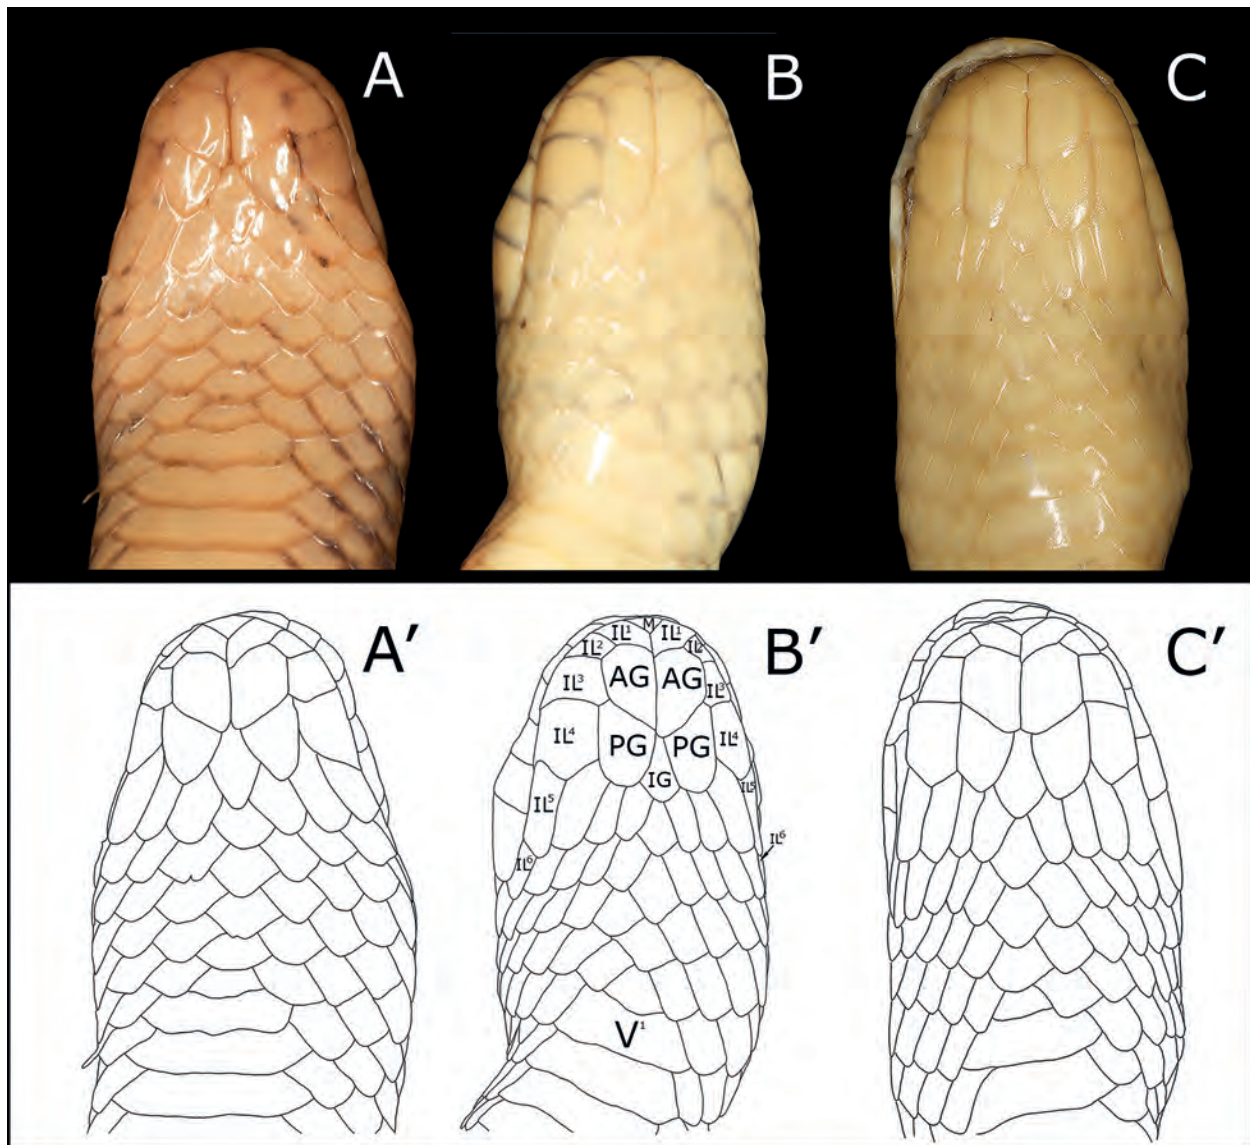 A
B
C
A′
B′
C′
M
IL¹ IL¹
IL² IL²
AG AG
IL³ IL³
IL⁴ PG PG IL⁴
IG
IL⁵ IL⁵
IL⁶
IL⁶
V¹